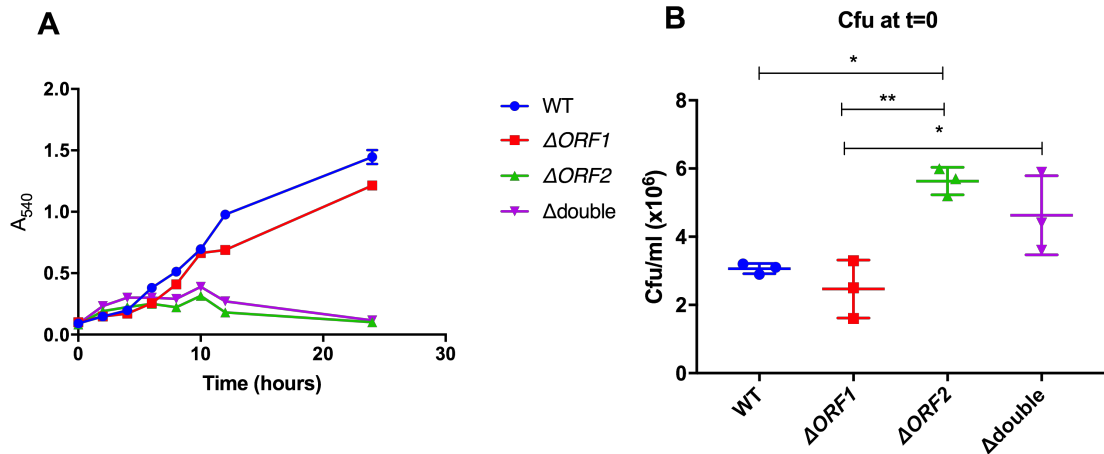 A
2.0
1.5
1.0
0.5
0.0
A540
0
10
20
30
Time (hours)
WT
ΔORF1
ΔORF2
Δdouble
B
Cfu at t=0
*
**
*
8
6
4
2
0
Cfu/ml (x10⁶)
WT
ΔORF1
ΔORF2
Δdouble